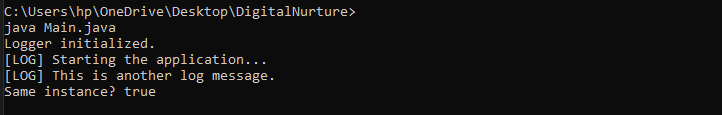 C:\Users\hp\OneDrive\Desktop\DigitalNurture>
java Main.java
Logger initialized.
[LOG] Starting the application...
[LOG] This is another log message.
Same instance? true